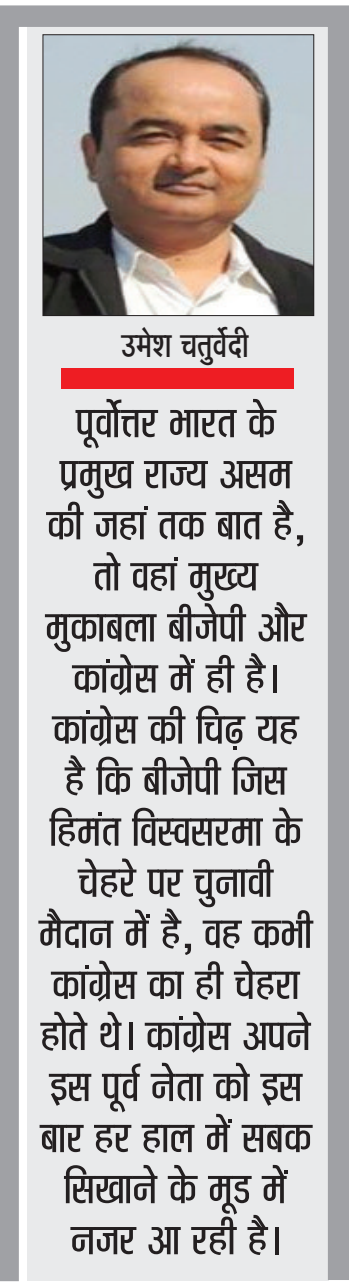 उमेश चतुर्वेदी
पूर्वोत्तर भारत के
प्रमुख राज्य असम
की जहां तक बात है,
तो वहां मुख्य
मुकाबला बीजेपी और
कांग्रेस में ही है।
कांग्रेस की चिढ़ यह
है कि बीजेपी जिस
हिमंत विस्वसरमा के
चेहरे पर चुनावी
मैदान में है, वह कभी
कांग्रेस का ही चेहरा
होते थे। कांग्रेस अपने
इस पूर्व नेता को इस
बार हर हाल में सबक
सिखाने के मूड में
नजर आ रही है।